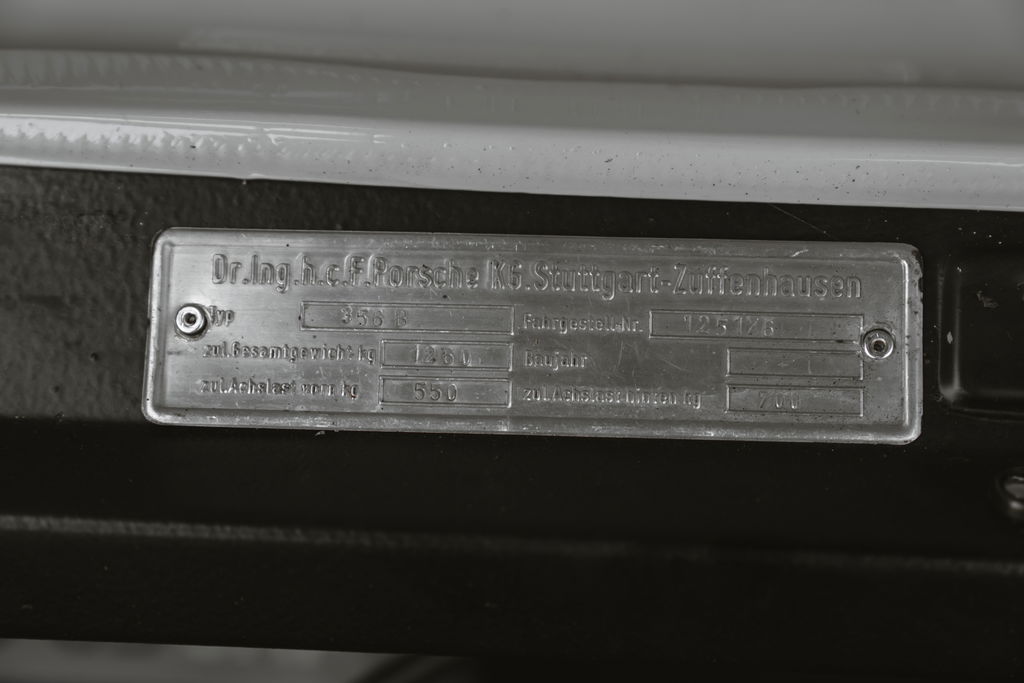 Dr.Ing.h.c.F.Porsche KG.Stuttgart-Zuffenhausen
Typ 356 B Fahrgestell-Nr. 125126
zul.Gesamtgewicht kg 1260 Baujahr
zul.Achslast vorn kg 550 zul.Achslast hinten kg 700